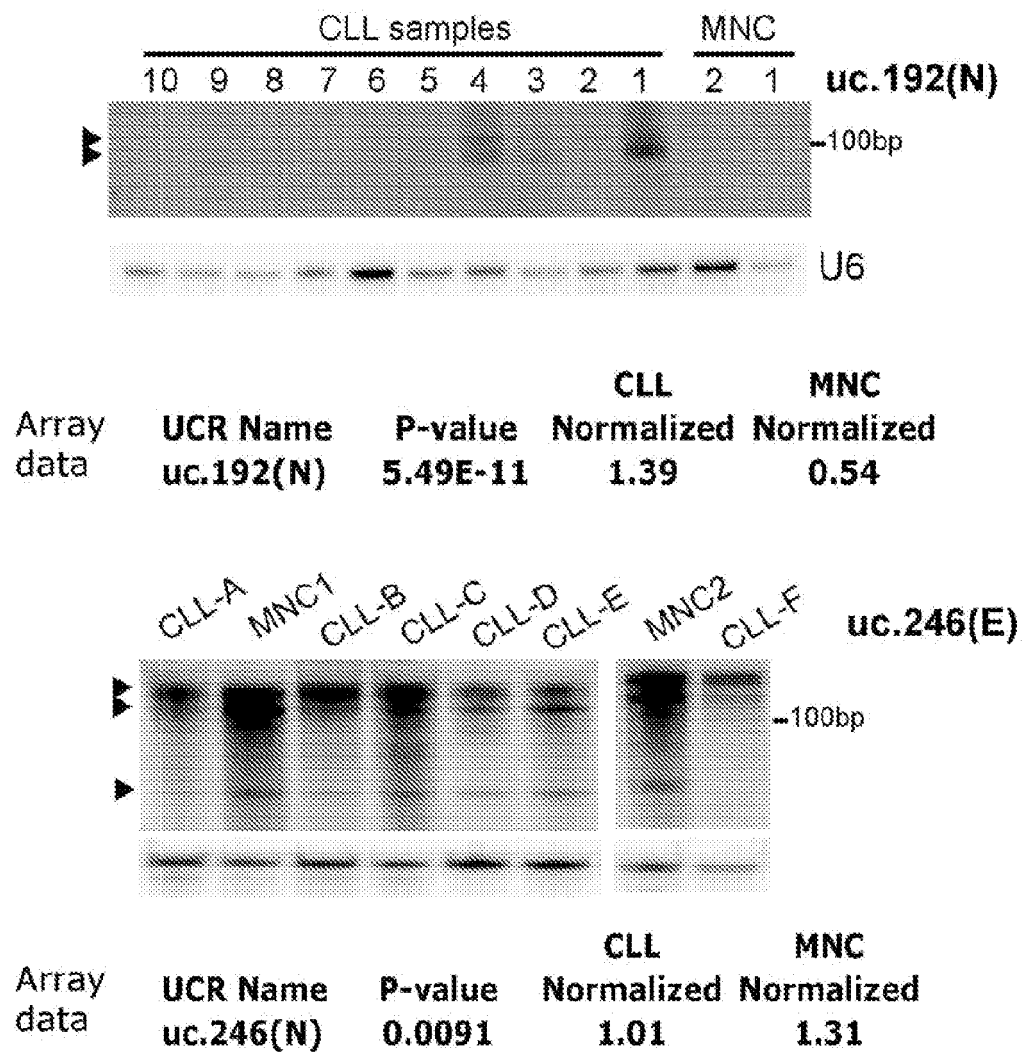 CLL samples MNC
10 9 8 7 6 5 4 3 2 1 2 1 uc.192(N)
100bp
U6
CLL MNC
Array data UCR Name P-value Normalized Normalized
uc.192(N) 5.49E-11 1.39 0.54
CLL-A MNC1 CLL-B CLL-C CLL-D CLL-E MNC2 CLL-F uc.246(E)
100bp
CLL MNC
Array data UCR Name P-value Normalized Normalized
uc.246(N) 0.0091 1.01 1.31